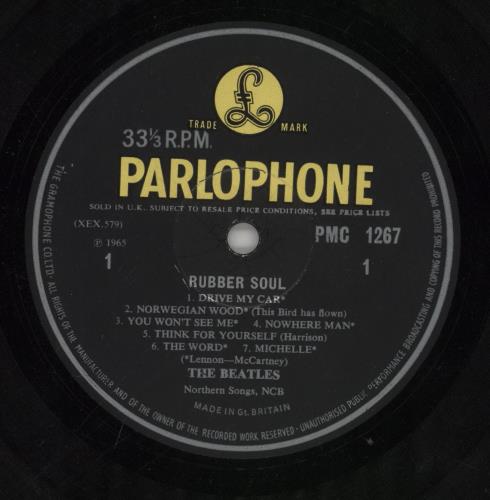 £
TRADE MARK
33⅓ R.P.M.
PARLOPHONE
SOLD IN U.K. SUBJECT TO RESALE PRICE CONDITIONS, SEE PRICE LISTS
(XEX.579)
PMC 1267
℗ 1965
1
1
RUBBER SOUL
1. DRIVE MY CAR*
2. NORWEGIAN WOOD* (This Bird has flown)
3. YOU WON'T SEE ME* 4. NOWHERE MAN*
5. THINK FOR YOURSELF (Harrison)
6. THE WORD* 7. MICHELLE*
(*Lennon—McCartney)
THE BEATLES
Northern Songs, NCB
MADE IN GT. BRITAIN
THE GRAMOPHONE CO. LTD. · ALL RIGHTS OF THE MANUFACTURER AND OF THE OWNER OF THE RECORDED WORK RESERVED · UNAUTHORISED PUBLIC PERFORMANCE BROADCASTING AND COPYING OF THIS RECORD PROHIBITED